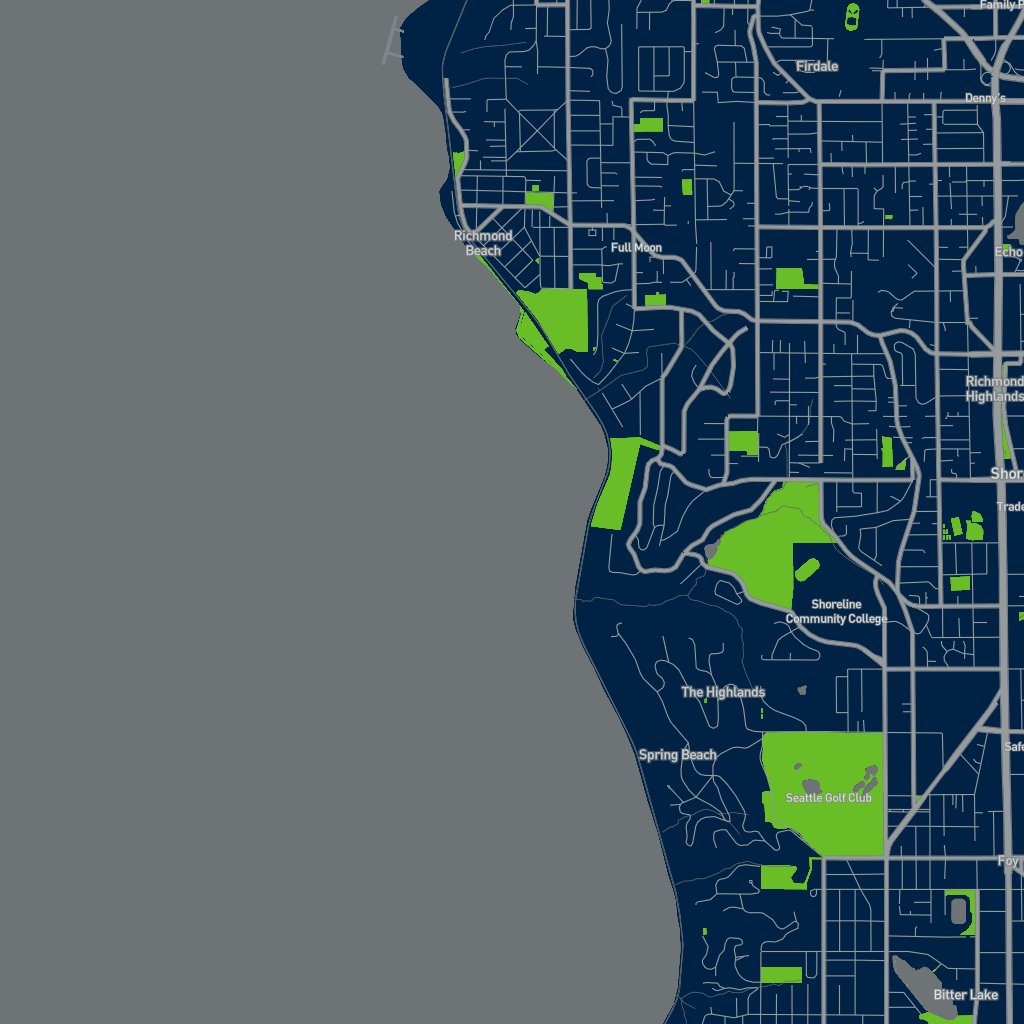 Family P
Firdale
Denny's
Richmond
Beach
Full Moon
Echo
Richmond
Highlands
Shor
Trade
Shoreline
Community College
The Highlands
Spring Beach
Safe
Seattle Golf Club
Foy
Bitter Lake